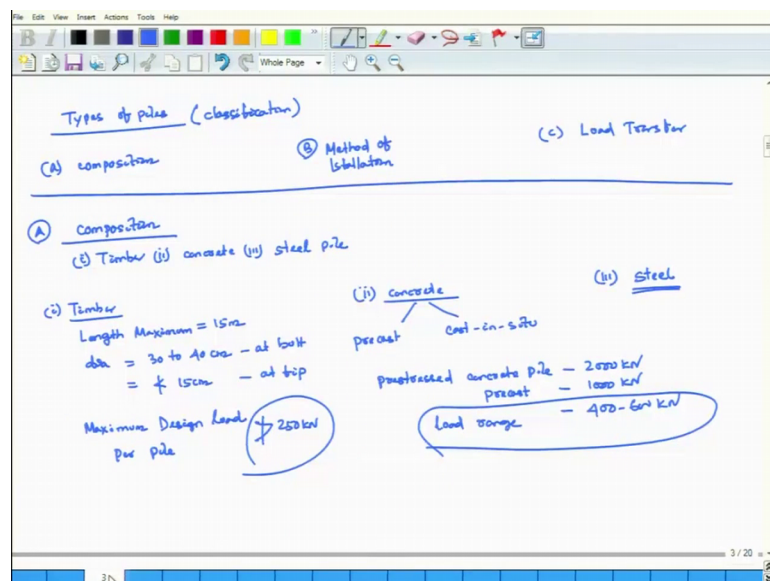 File Edit View Insert Actions Tools Help
B I
Whole Page
Types of piles (classification)
(A) composition
(B) Method of Istallation
(C) Load Transfer
(A) composition
(i) Timber (ii) concrete (iii) steel pile
(i) Timber
Length Maximum = 15m
dia = 30 to 40 cm - at butt
= ≮ 15cm - at tip
Maximum Design Load per pile ≯ 250 kN
(ii) concrete
precast cast-in-situ
prestressed concrete pile - 2000 kN
precast - 1000 kN
Load range - 400-600 kN
(iii) steel
3 / 20